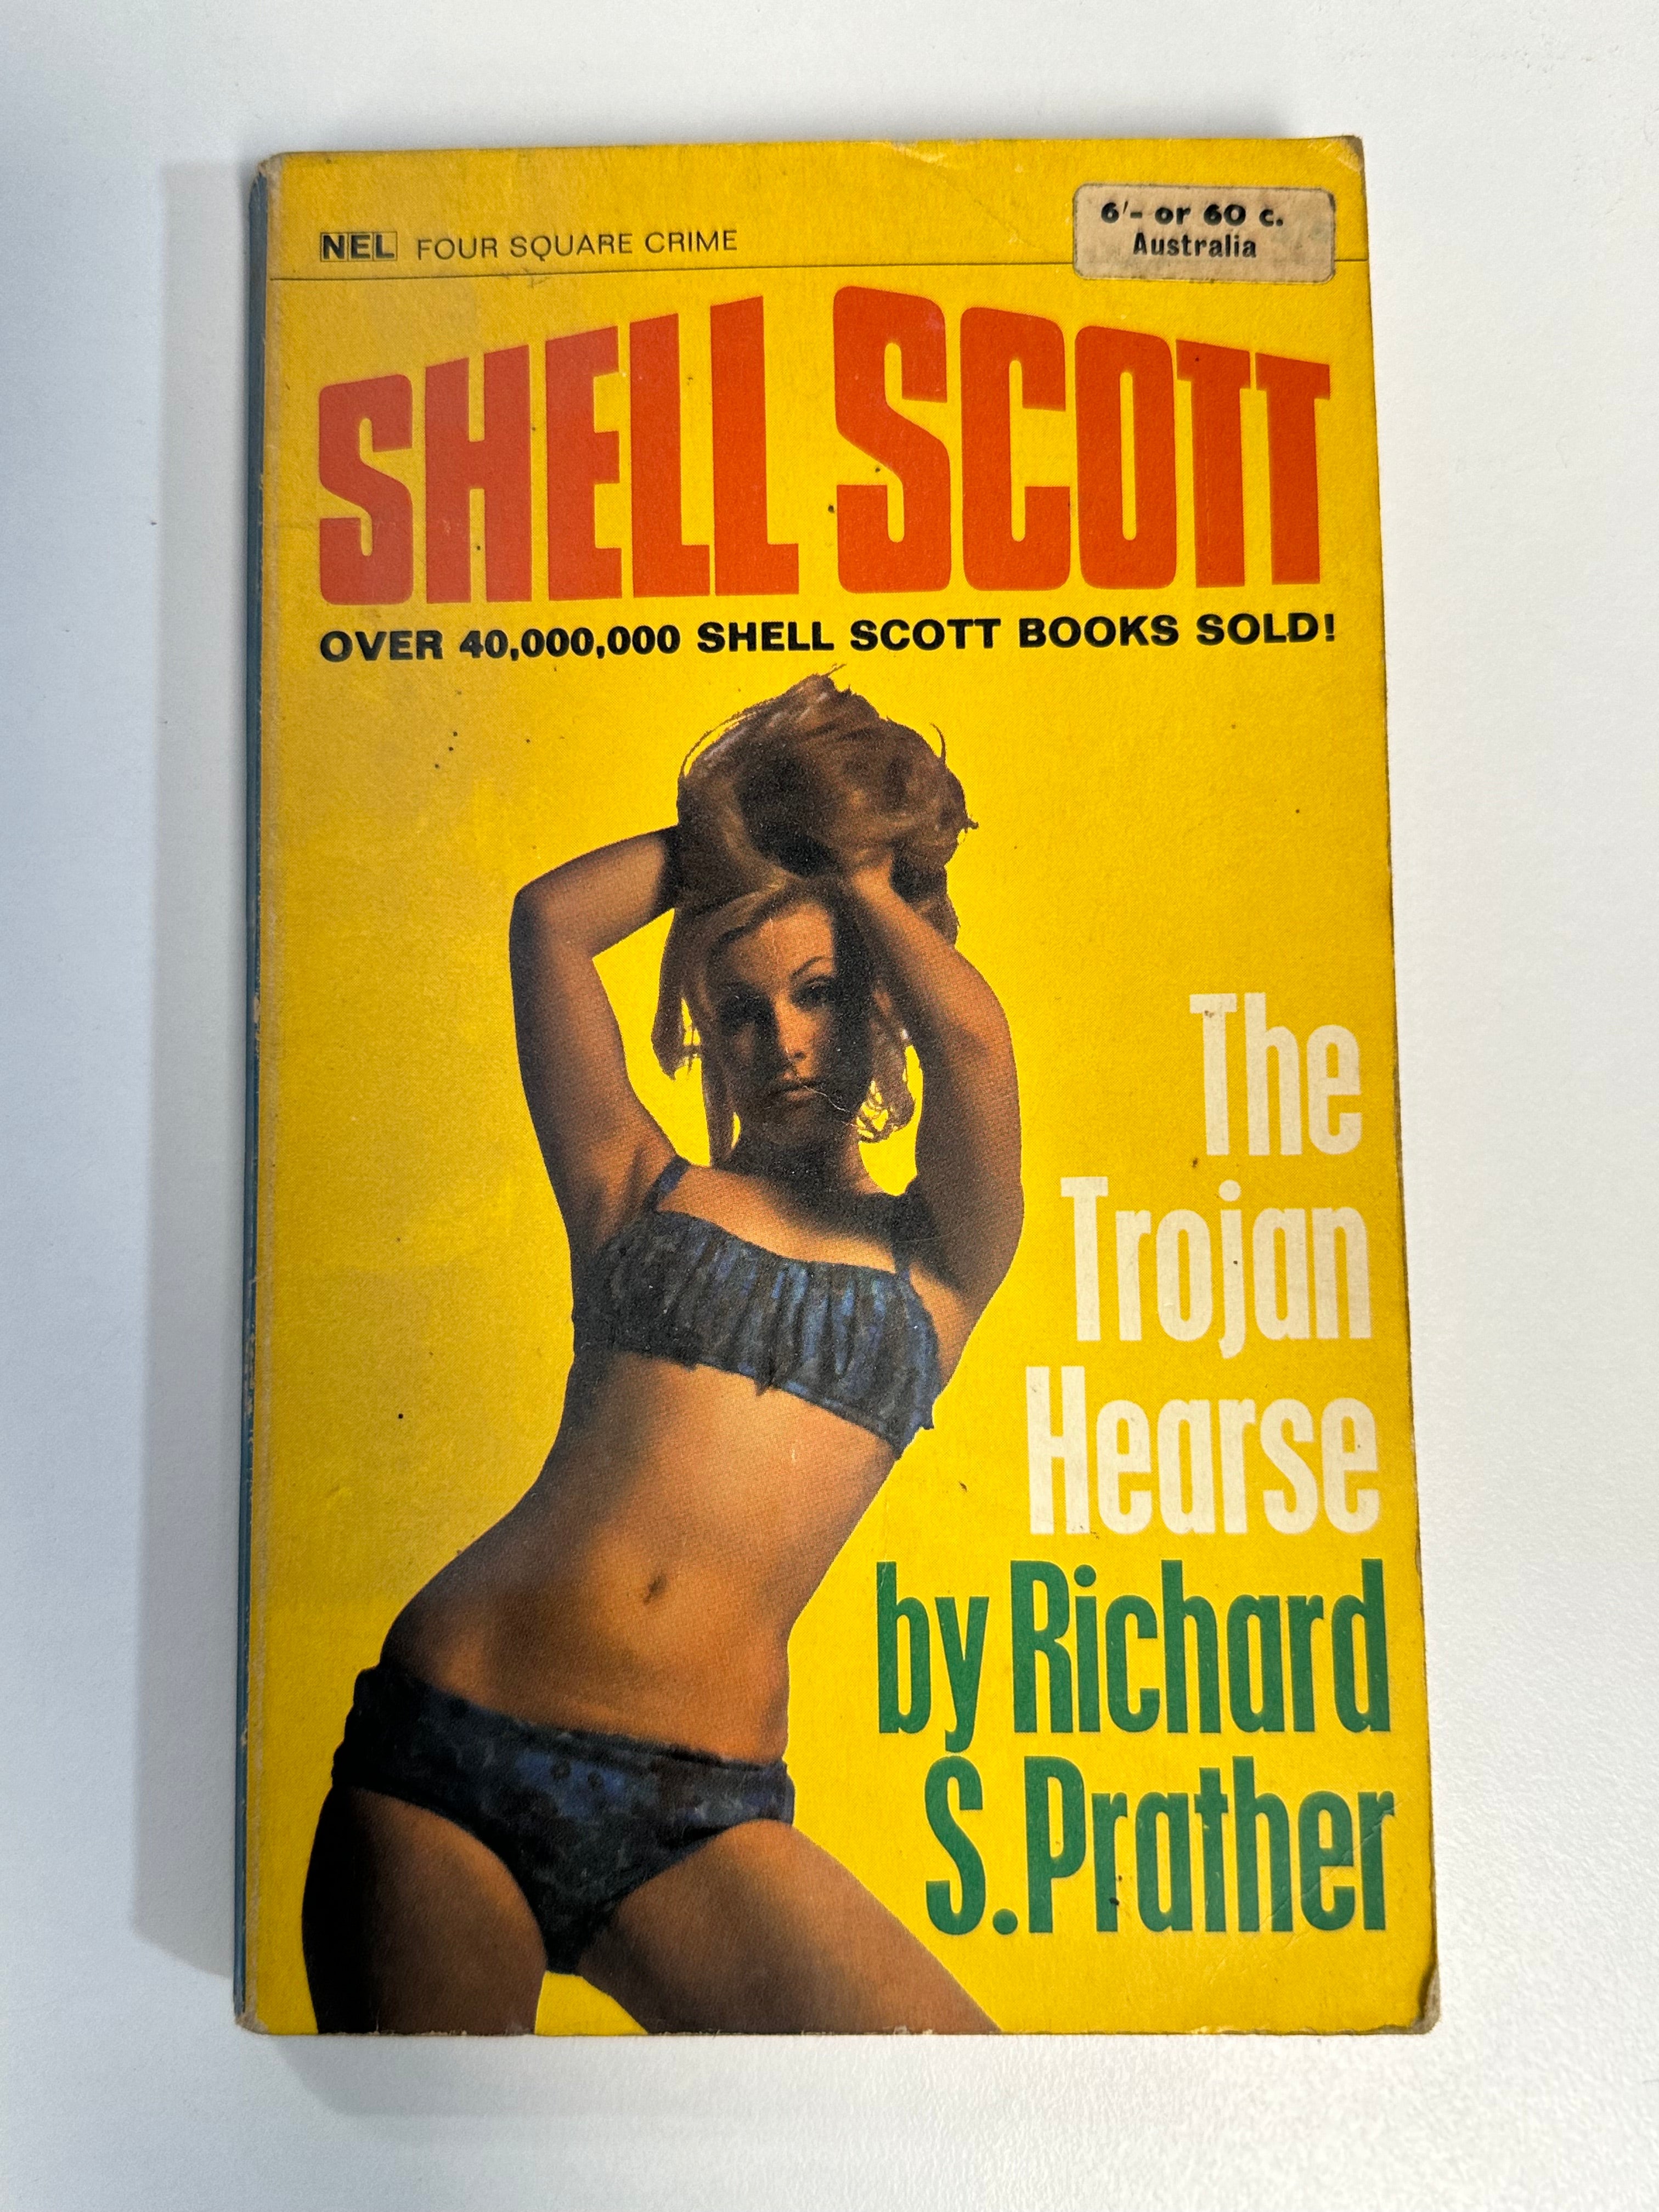 NEL FOUR SQUARE CRIME
6/- or 60 c.
Australia
SHELL SCOTT
OVER 40,000,000 SHELL SCOTT BOOKS SOLD!
The
Trojan
Hearse
by Richard
S. Prather